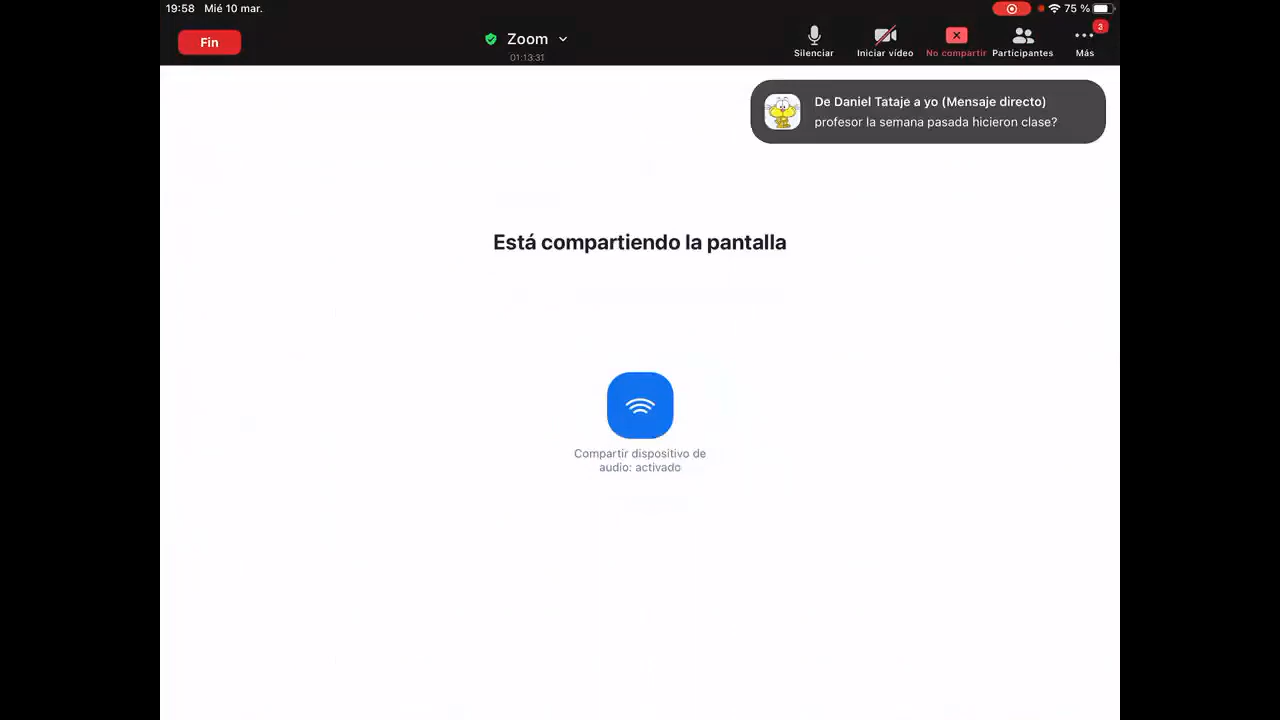 19:58 Mié 10 mar.
75 %
Fin
Zoom
01:13:31
Silenciar
Iniciar vídeo
No compartir
Participantes
3
Más
De Daniel Tataje a yo (Mensaje directo)
profesor la semana pasada hicieron clase?
Está compartiendo la pantalla
Compartir dispositivo de
audio: activado